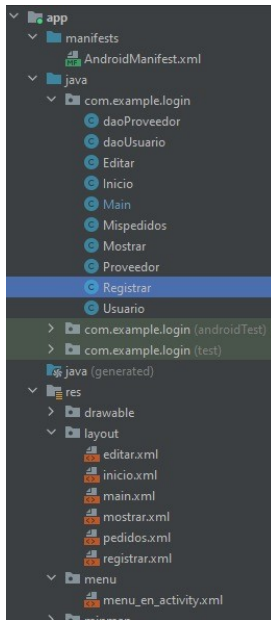 app
manifests
AndroidManifest.xml
java
com.example.login
daoProveedor
daoUsuario
Editar
Inicio
Main
Mispedidos
Mostrar
Proveedor
Registrar
Usuario
com.example.login (androidTest)
com.example.login (test)
java (generated)
res
drawable
layout
editar.xml
inicio.xml
main.xml
mostrar.xml
pedidos.xml
registrar.xml
menu
menu_en_activity.xml